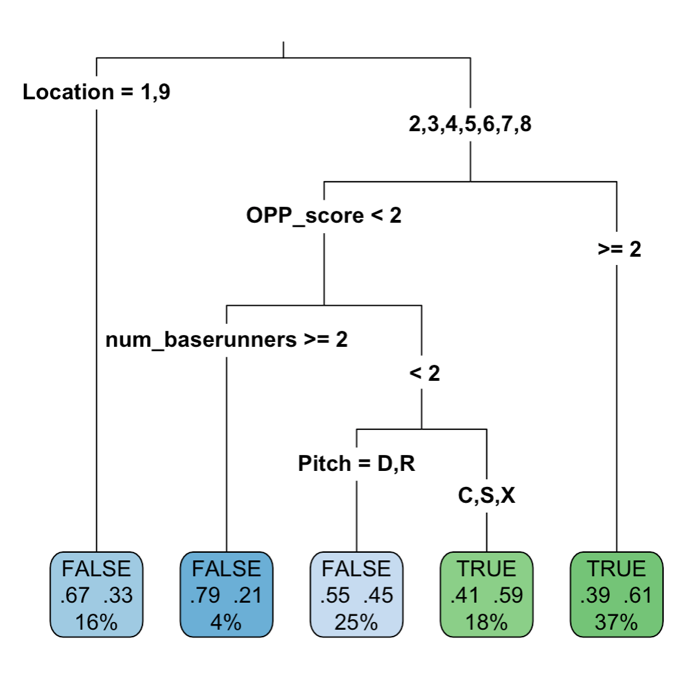 Location = 1,9
2,3,4,5,6,7,8
OPP_score < 2
>= 2
num_baserunners >= 2
< 2
Pitch = D,R
C,S,X
FALSE
.67 .33
16%
FALSE
.79 .21
4%
FALSE
.55 .45
25%
TRUE
.41 .59
18%
TRUE
.39 .61
37%